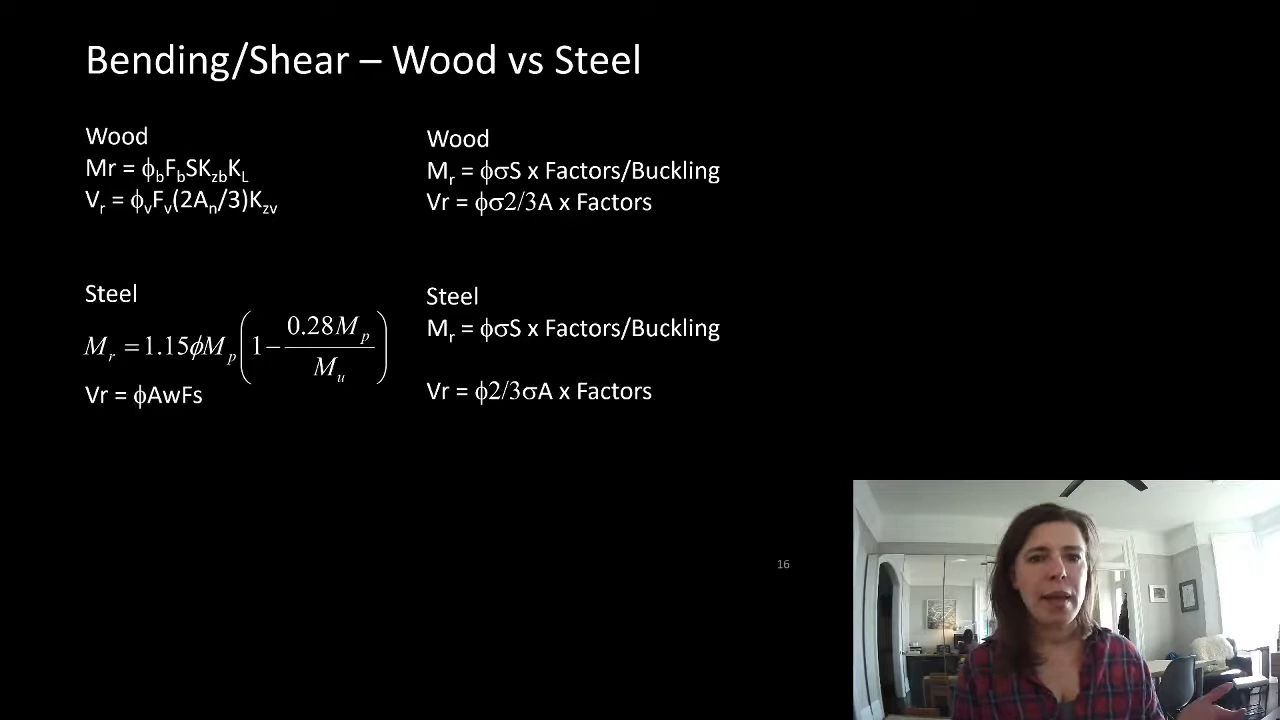 Bending/Shear – Wood vs Steel
Wood
Mr = ϕbFbSKzbKL
Vr = ϕvFv(2An/3)Kzv
Wood
Mr = ϕσS x Factors/Buckling
Vr = ϕσ2/3A x Factors
Steel
Mr = 1.15ϕMp(1 − 0.28Mp / Mu)
Vr = ϕAwFs
Steel
Mr = ϕσS x Factors/Buckling
Vr = ϕ2/3σA x Factors
16